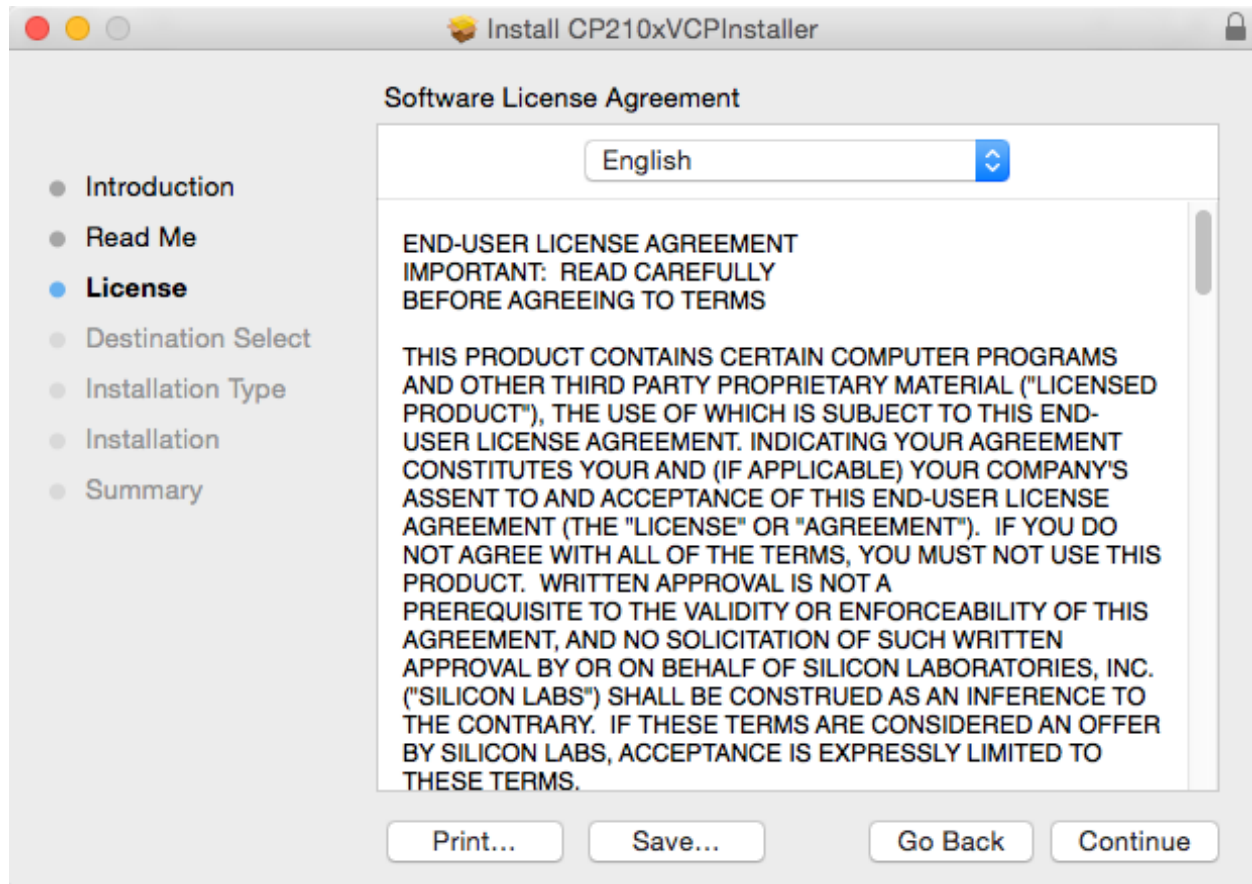 Install CP210xVCPInstaller
Software License Agreement
English
Introduction
Read Me
License
Destination Select
Installation Type
Installation
Summary
END-USER LICENSE AGREEMENT
IMPORTANT:  READ CAREFULLY
BEFORE AGREEING TO TERMS
THIS PRODUCT CONTAINS CERTAIN COMPUTER PROGRAMS
AND OTHER THIRD PARTY PROPRIETARY MATERIAL ("LICENSED
PRODUCT"), THE USE OF WHICH IS SUBJECT TO THIS END-
USER LICENSE AGREEMENT. INDICATING YOUR AGREEMENT
CONSTITUTES YOUR AND (IF APPLICABLE) YOUR COMPANY'S
ASSENT TO AND ACCEPTANCE OF THIS END-USER LICENSE
AGREEMENT (THE "LICENSE" OR "AGREEMENT").  IF YOU DO
NOT AGREE WITH ALL OF THE TERMS, YOU MUST NOT USE THIS
PRODUCT.  WRITTEN APPROVAL IS NOT A
PREREQUISITE TO THE VALIDITY OR ENFORCEABILITY OF THIS
AGREEMENT, AND NO SOLICITATION OF SUCH WRITTEN
APPROVAL BY OR ON BEHALF OF SILICON LABORATORIES, INC.
("SILICON LABS") SHALL BE CONSTRUED AS AN INFERENCE TO
THE CONTRARY.  IF THESE TERMS ARE CONSIDERED AN OFFER
BY SILICON LABS, ACCEPTANCE IS EXPRESSLY LIMITED TO
THESE TERMS.
Print...
Save...
Go Back
Continue